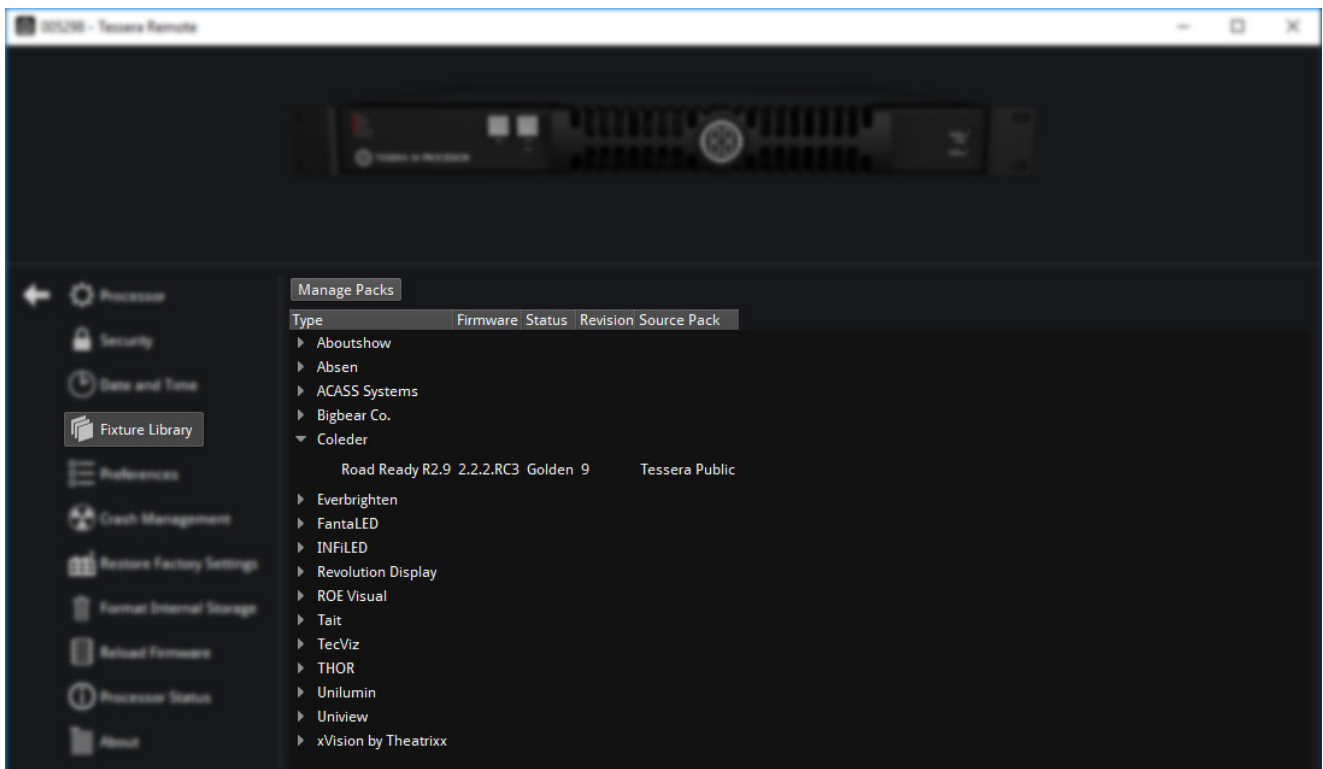 005298 - Tessera Remote
Manage Packs
Type Firmware Status Revision Source Pack
Processor
Security
Date and Time
Fixture Library
Preferences
Crash Management
Restore Factory Settings
Format Internal Storage
Reload Firmware
Processor Status
About
Aboutshow
Absen
ACASS Systems
Bigbear Co.
Coleder
Road Ready R2.9 2.2.2.RC3 Golden 9 Tessera Public
Everbrighten
FantaLED
INFiLED
Revolution Display
ROE Visual
Tait
TecViz
THOR
Unilumin
Uniview
xVision by Theatrixx